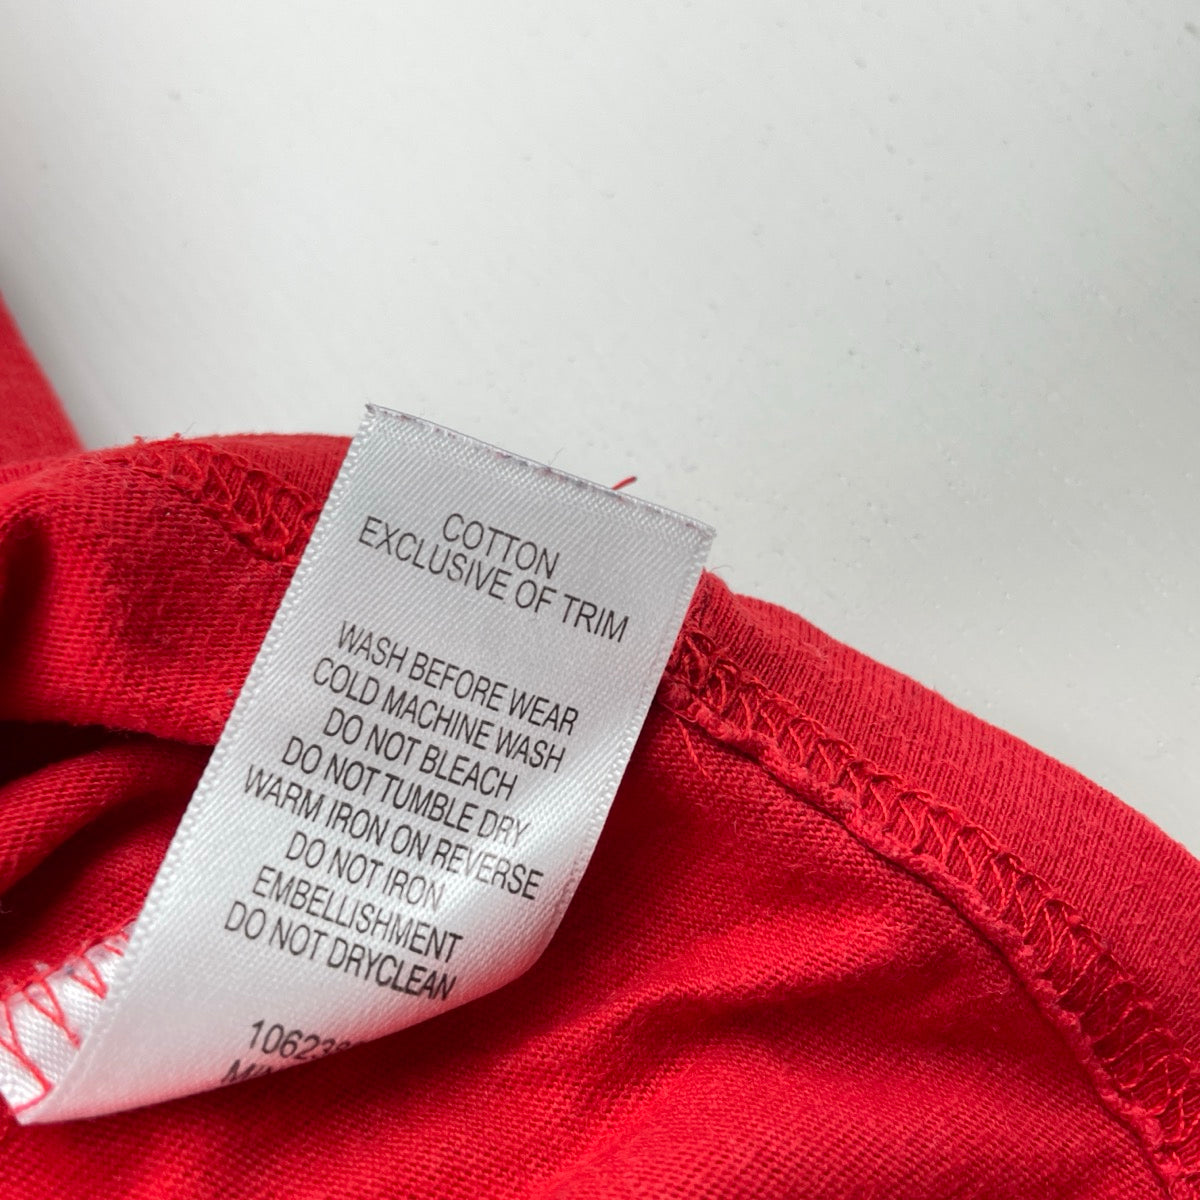 COTTON
EXCLUSIVE OF TRIM
WASH BEFORE WEAR
COLD MACHINE WASH
DO NOT BLEACH
DO NOT TUMBLE DRY
WARM IRON ON REVERSE
DO NOT IRON
EMBELLISHMENT
DO NOT DRYCLEAN